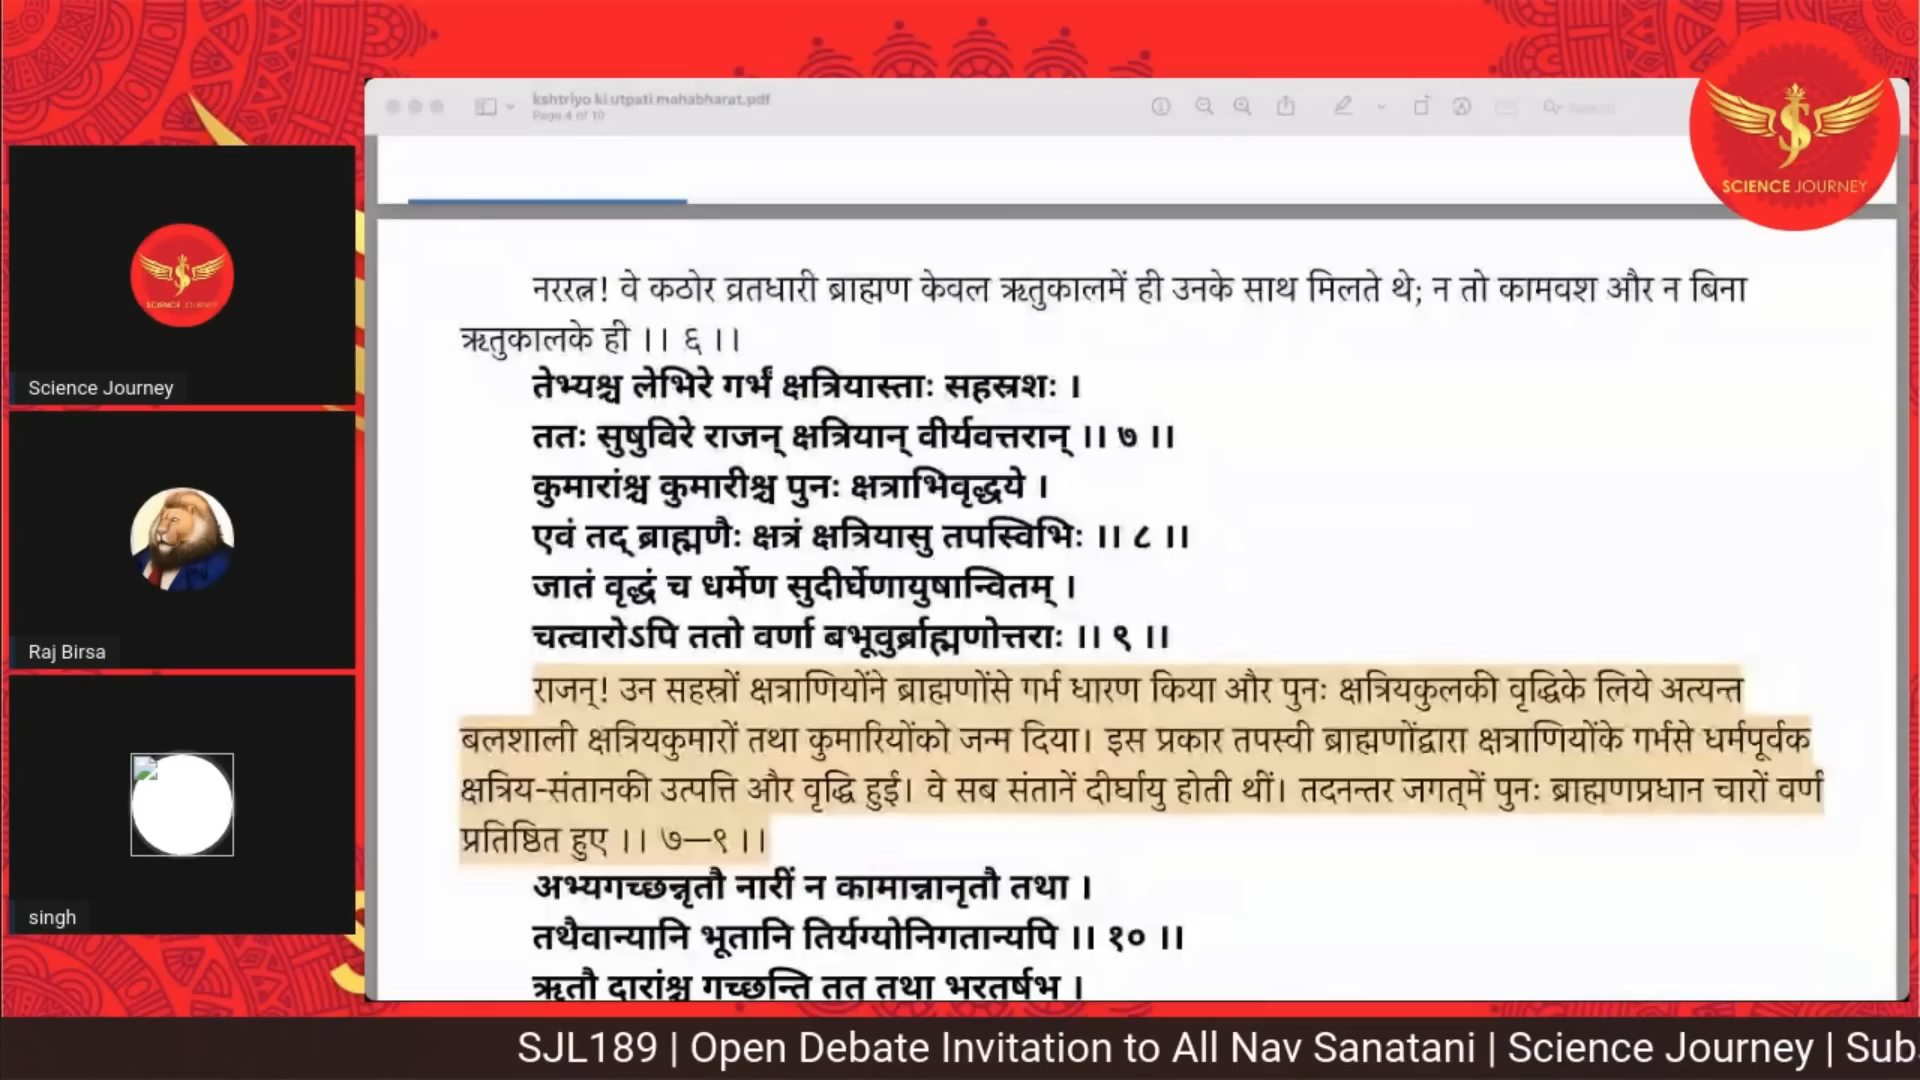 kshtriyo ki utpati mahabharat.pdf
Page 4 of 10
SCIENCE JOURNEY
नररत्न! वे कठोर व्रतधारी ब्राह्मण केवल ऋतुकालमें ही उनके साथ मिलते थे; न तो कामवश और न बिना
ऋतुकालके ही ।। ६ ।।
तेभ्यश्च लेभिरे गर्भं क्षत्रियास्ताः सहस्रशः ।
ततः सुषुविरे राजन् क्षत्रियान् वीर्यवत्तरान् ।। ७ ।।
कुमारांश्च कुमारीश्च पुनः क्षत्राभिवृद्धये ।
एवं तद् ब्राह्मणैः क्षत्रं क्षत्रियासु तपस्विभिः ।। ८ ।।
जातं वृद्धं च धर्मेण सुदीर्घेणायुषान्वितम् ।
चत्वारोऽपि ततो वर्णा बभूवुर्ब्राह्मणोत्तराः ।। ९ ।।
राजन्! उन सहस्रों क्षत्राणियोंने ब्राह्मणोंसे गर्भ धारण किया और पुनः क्षत्रियकुलकी वृद्धिके लिये अत्यन्त
बलशाली क्षत्रियकुमारों तथा कुमारियोंको जन्म दिया। इस प्रकार तपस्वी ब्राह्मणोंद्वारा क्षत्राणियोंके गर्भसे धर्मपूर्वक
क्षत्रिय-संतानकी उत्पत्ति और वृद्धि हुई। वे सब संतानें दीर्घायु होती थीं। तदनन्तर जगत्‌में पुनः ब्राह्मणप्रधान चारों वर्ण
प्रतिष्ठित हुए ।। ७—९ ।।
अभ्यगच्छन्नृतौ नारीं न कामान्नानृतौ तथा ।
तथैवान्यानि भूतानि तिर्यग्योनिगतान्यपि ।। १० ।।
ऋतौ दारांश्च गच्छन्ति तत् तथा भरतर्षभ ।
SCIENCE JOURNEY
Science Journey
Raj Birsa
singh
SJL189 | Open Debate Invitation to All Nav Sanatani | Science Journey | Sub